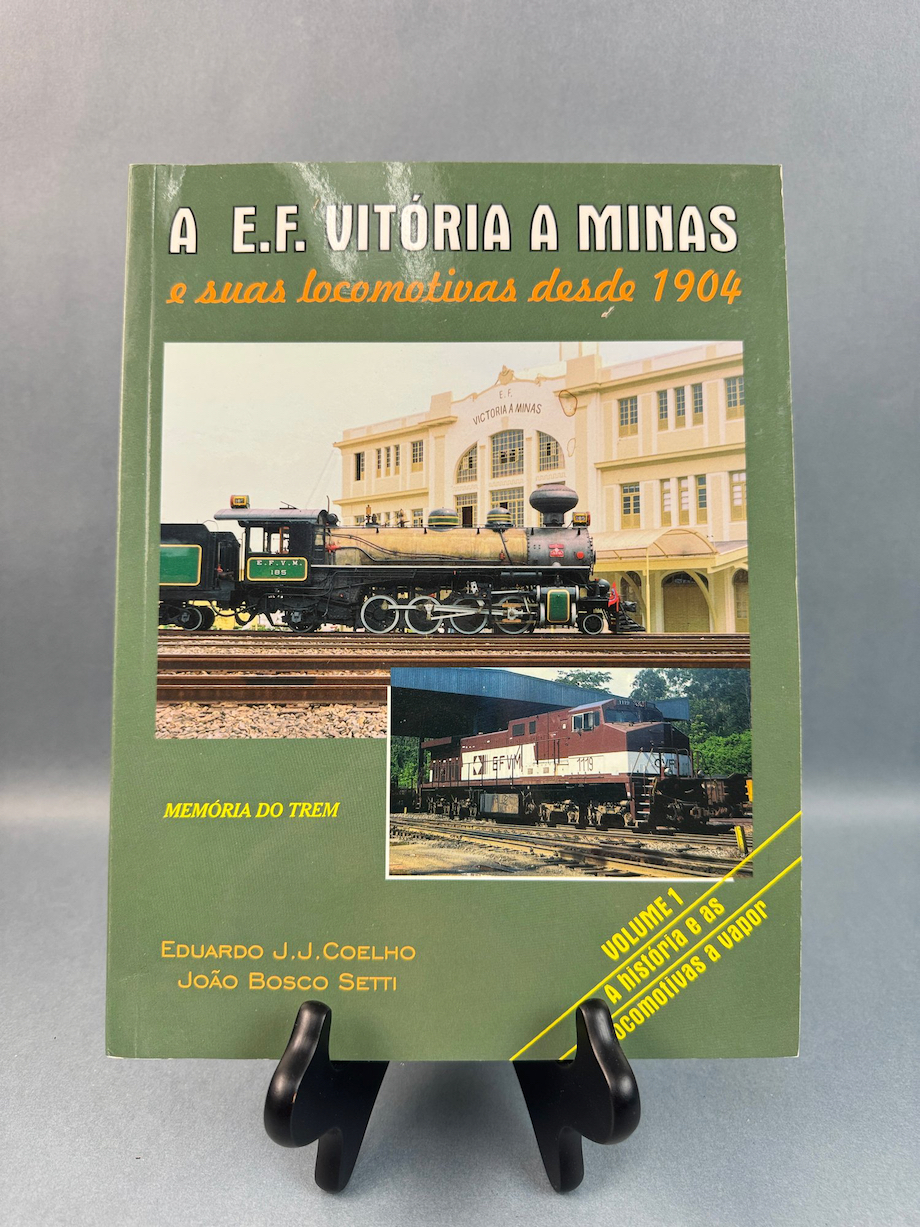 A E.F. VITÓRIA A MINAS
e suas locomotivas desde 1904
E.F.
VICTORIA A MINAS
E.F.V.M.
185
EFVM
1119
MEMÓRIA DO TREM
EDUARDO J.J.COELHO
JOÃO BOSCO SETTI
VOLUME 1
A história e as
locomotivas a vapor